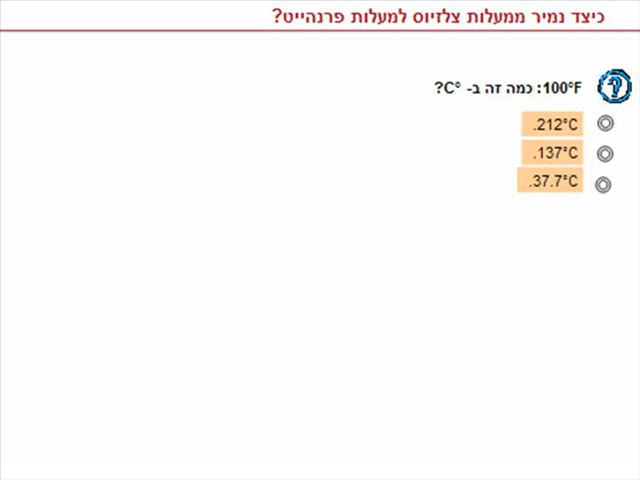 כיצד נמיר ממעלות צלזיוס למעלות פרנהייט?
100°F: כמה זה ב- °C?
212°C.
137°C.
37.7°C.